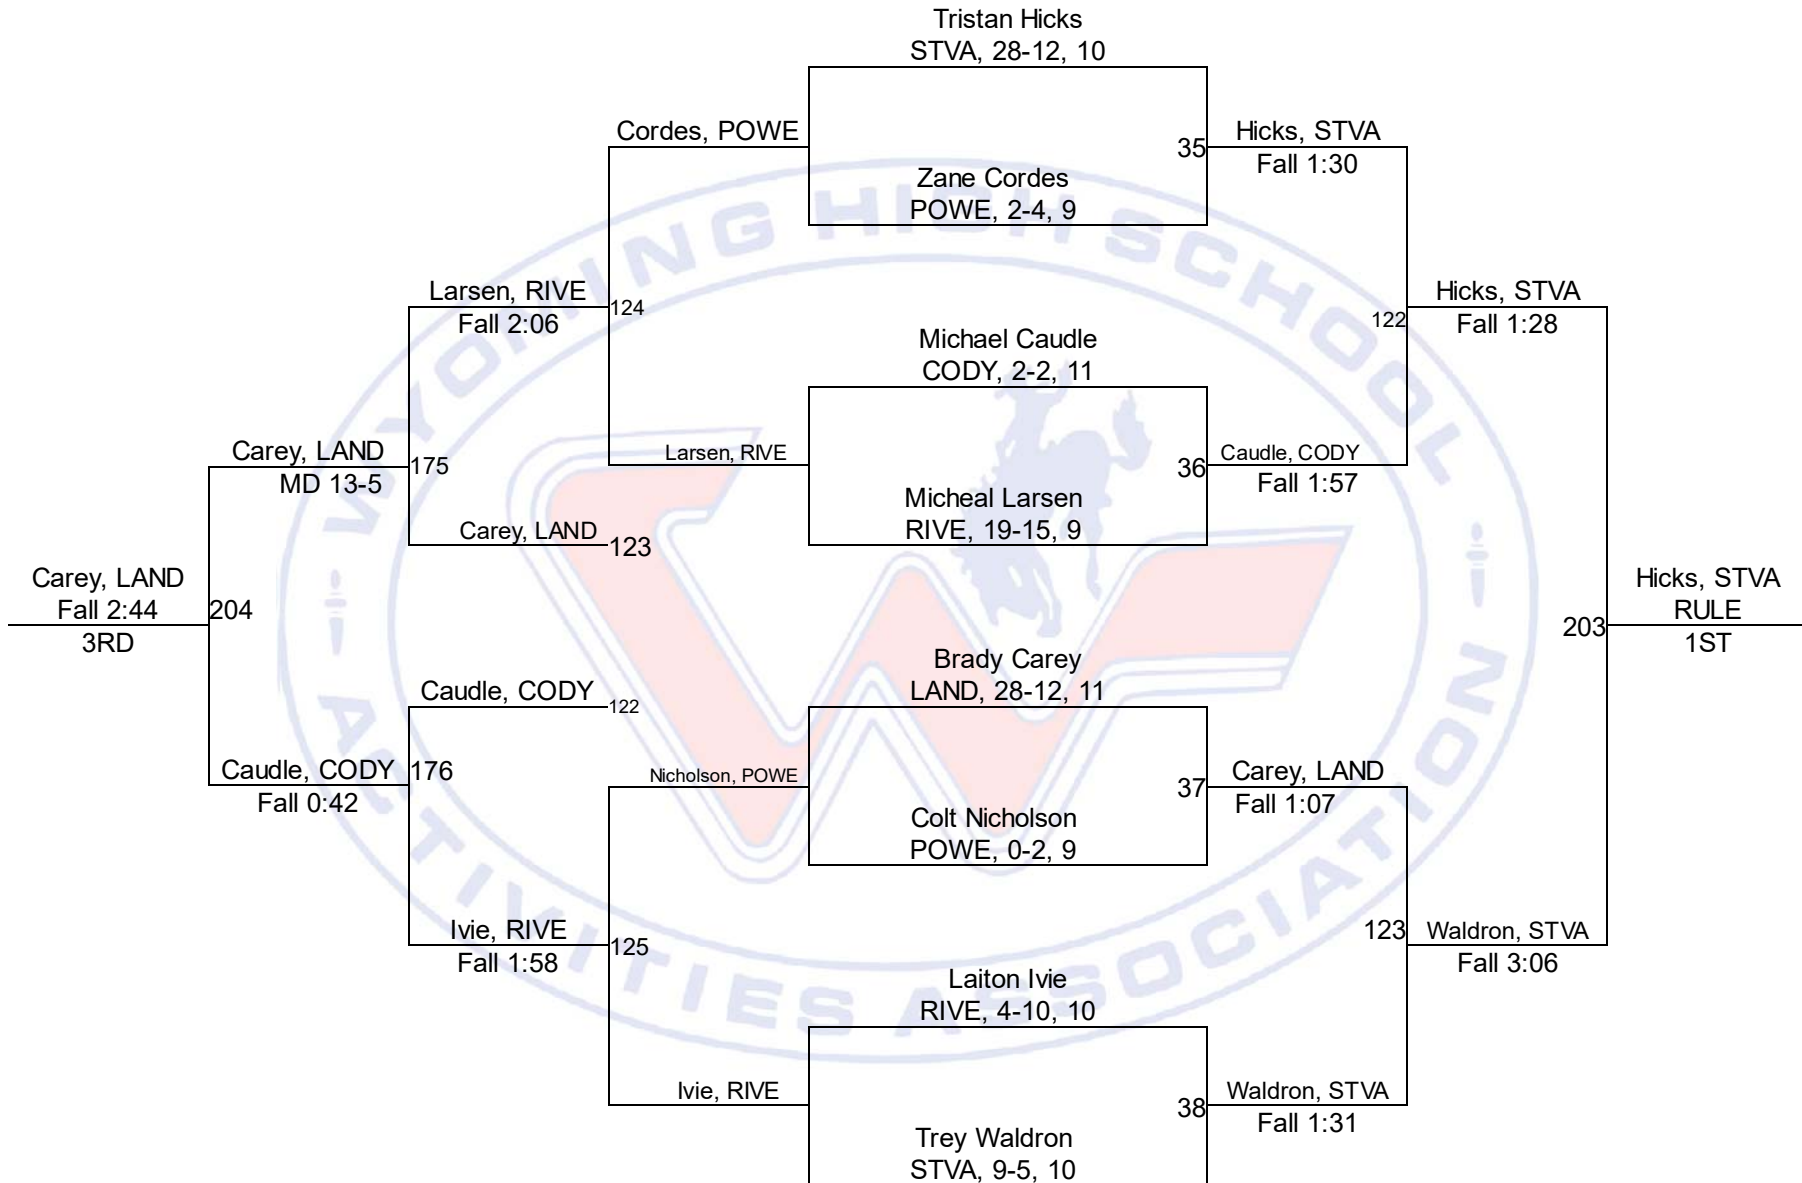 Tristan Hicks
STVA, 28-12, 10
Cordes, POWE
35
Hicks, STVA
Fall 1:30
Zane Cordes
POWE, 2-4, 9
Larsen, RIVE
Fall 2:06
124
Hicks, STVA
122
Fall 1:28
Michael Caudle
CODY, 2-2, 11
Carey, LAND
MD 13-5
175
Larsen, RIVE
36
Caudle, CODY
Fall 1:57
Micheal Larsen
RIVE, 19-15, 9
Carey, LAND
123
Carey, LAND
Fall 2:44
3RD
204
203
Hicks, STVA
RULE
1ST
Brady Carey
LAND, 28-12, 11
Caudle, CODY
122
Caudle, CODY
Fall 0:42
176
Nicholson, POWE
37
Carey, LAND
Fall 1:07
Colt Nicholson
POWE, 0-2, 9
Ivie, RIVE
Fall 1:58
125
123
Waldron, STVA
Fall 3:06
Laiton Ivie
RIVE, 4-10, 10
Ivie, RIVE
38
Waldron, STVA
Fall 1:31
Trey Waldron
STVA, 9-5, 10
WYOMING HIGH SCHOOL
ACTIVITIES ASSOCIATION